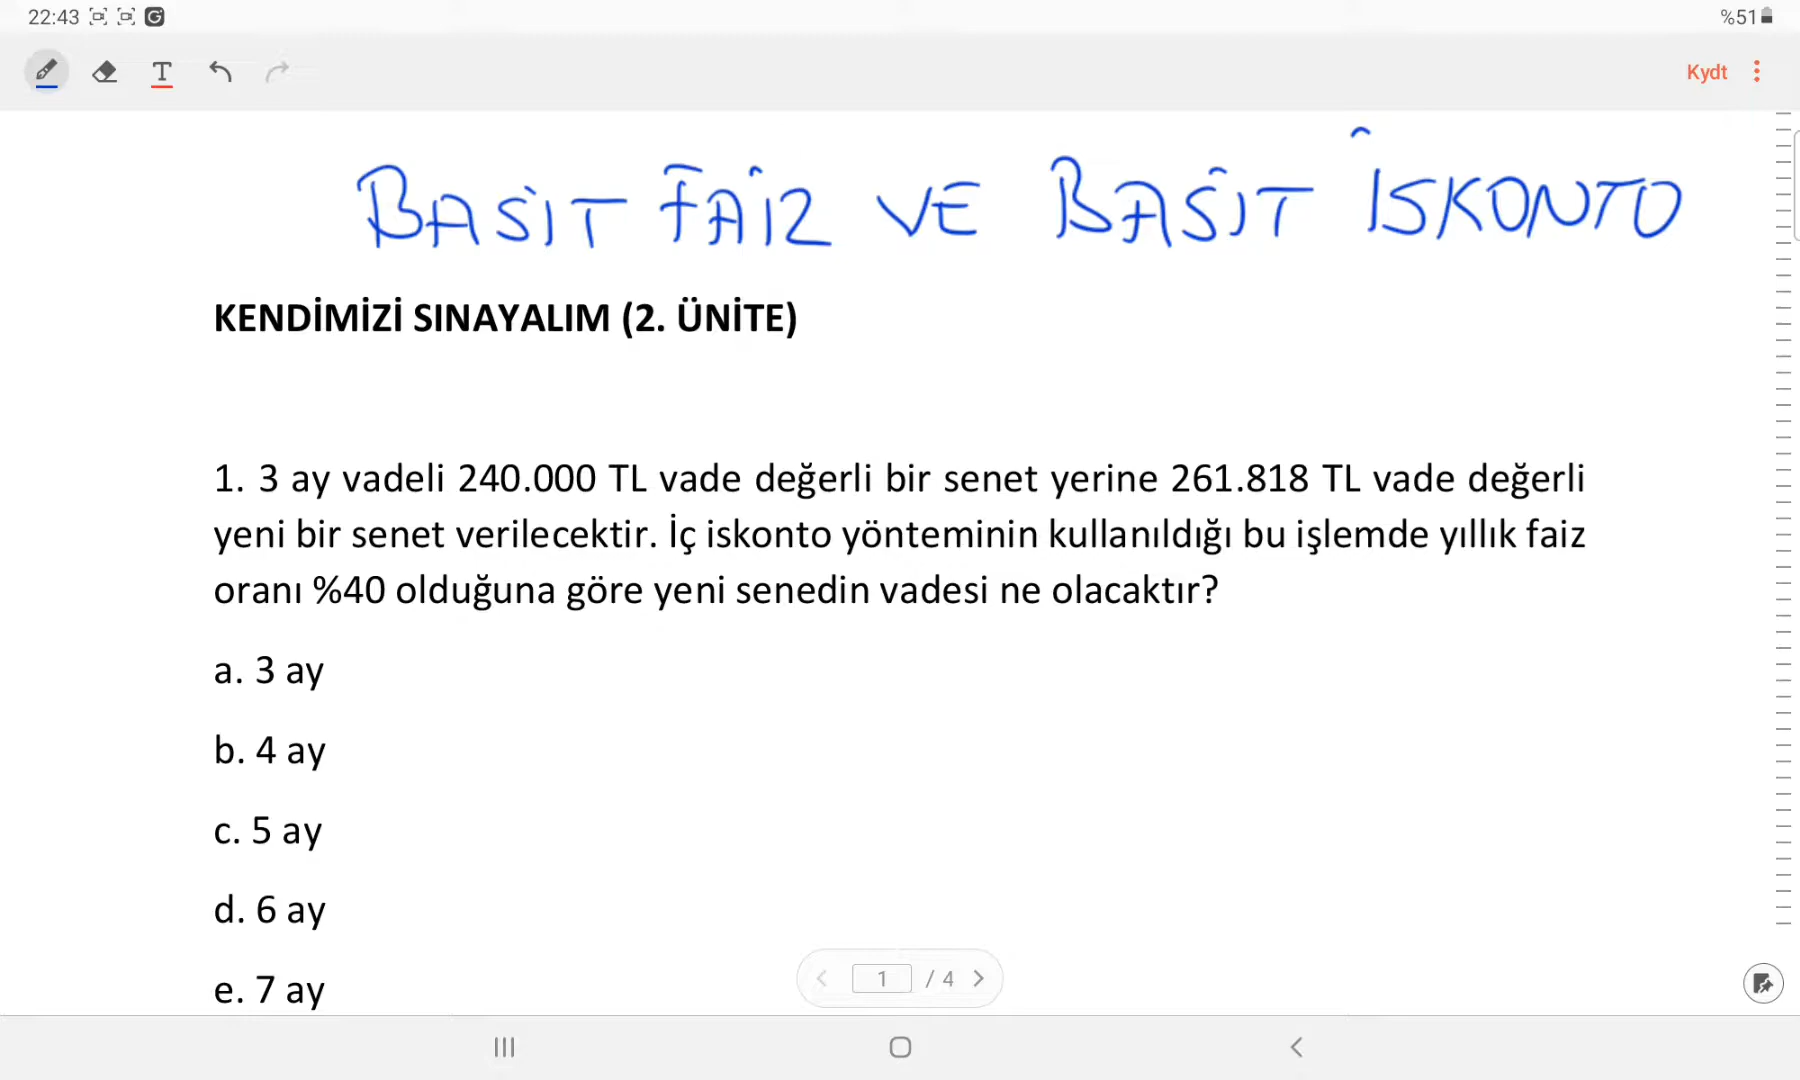 22:43 %51
T Kydt
BASİT FAİZ VE BASİT İSKONTO
KENDİMİZİ SINAYALIM (2. ÜNİTE)
1. 3 ay vadeli 240.000 TL vade değerli bir senet yerine 261.818 TL vade değerli
yeni bir senet verilecektir. İç iskonto yönteminin kullanıldığı bu işlemde yıllık faiz
oranı %40 olduğuna göre yeni senedin vadesi ne olacaktır?
a. 3 ay
b. 4 ay
c. 5 ay
d. 6 ay
e. 7 ay
1 / 4